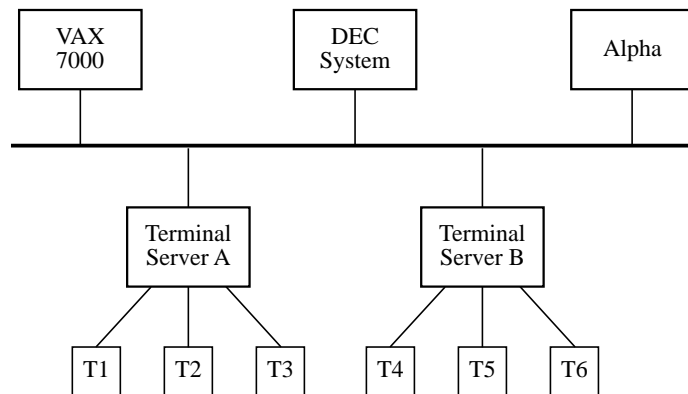 VAX
7000
DEC
System
Alpha
Terminal
Server A
Terminal
Server B
T1
T2
T3
T4
T5
T6